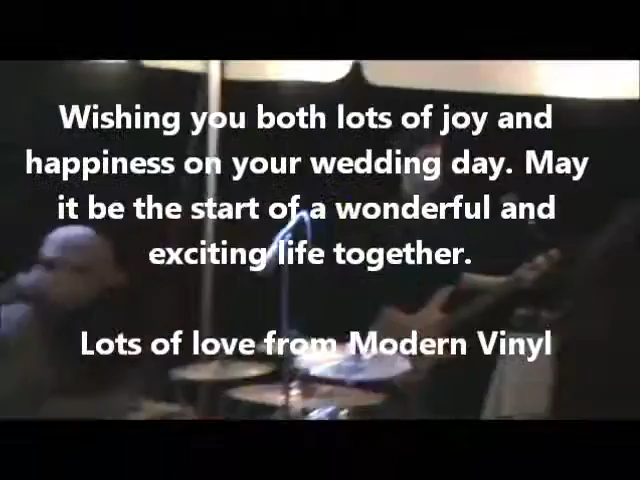 Wishing you both lots of joy and
happiness on your wedding day. May
it be the start of a wonderful and
exciting life together.
Lots of love from Modern Vinyl